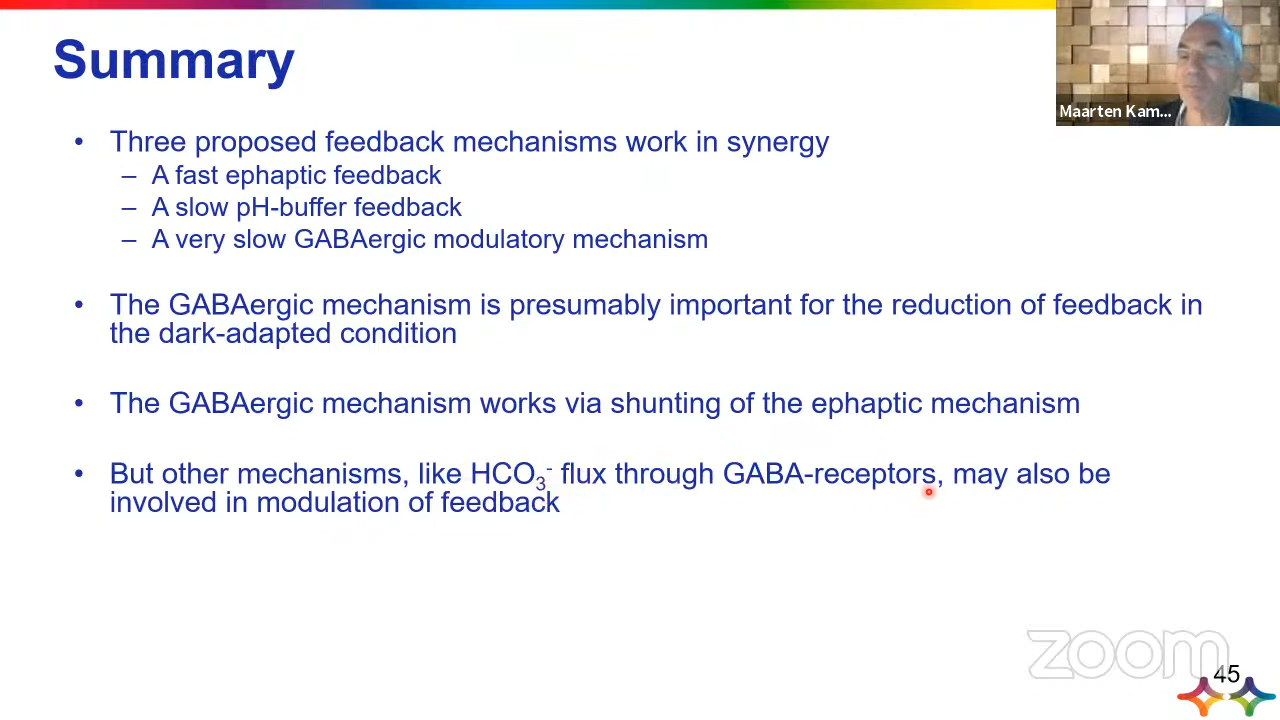 Summary
Maarten Kam...
• Three proposed feedback mechanisms work in synergy
– A fast ephaptic feedback
– A slow pH-buffer feedback
– A very slow GABAergic modulatory mechanism
• The GABAergic mechanism is presumably important for the reduction of feedback in
the dark-adapted condition
• The GABAergic mechanism works via shunting of the ephaptic mechanism
• But other mechanisms, like HCO₃⁻ flux through GABA-receptors, may also be
involved in modulation of feedback
zoom
45